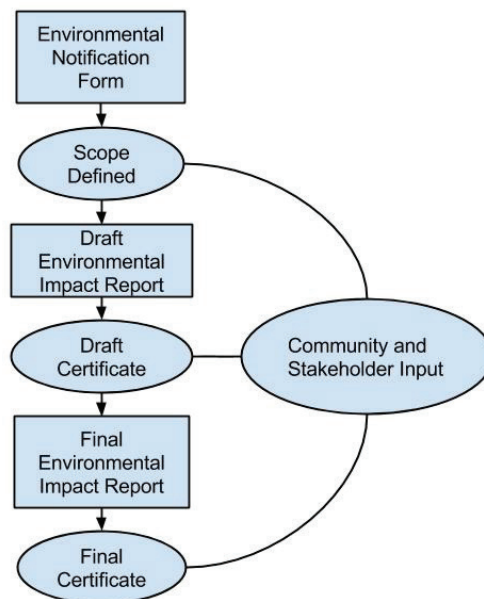 Environmental
Notification
Form
Scope
Defined
Draft
Environmental
Impact Report
Draft
Certificate
Community and
Stakeholder Input
Final
Environmental
Impact Report
Final
Certificate